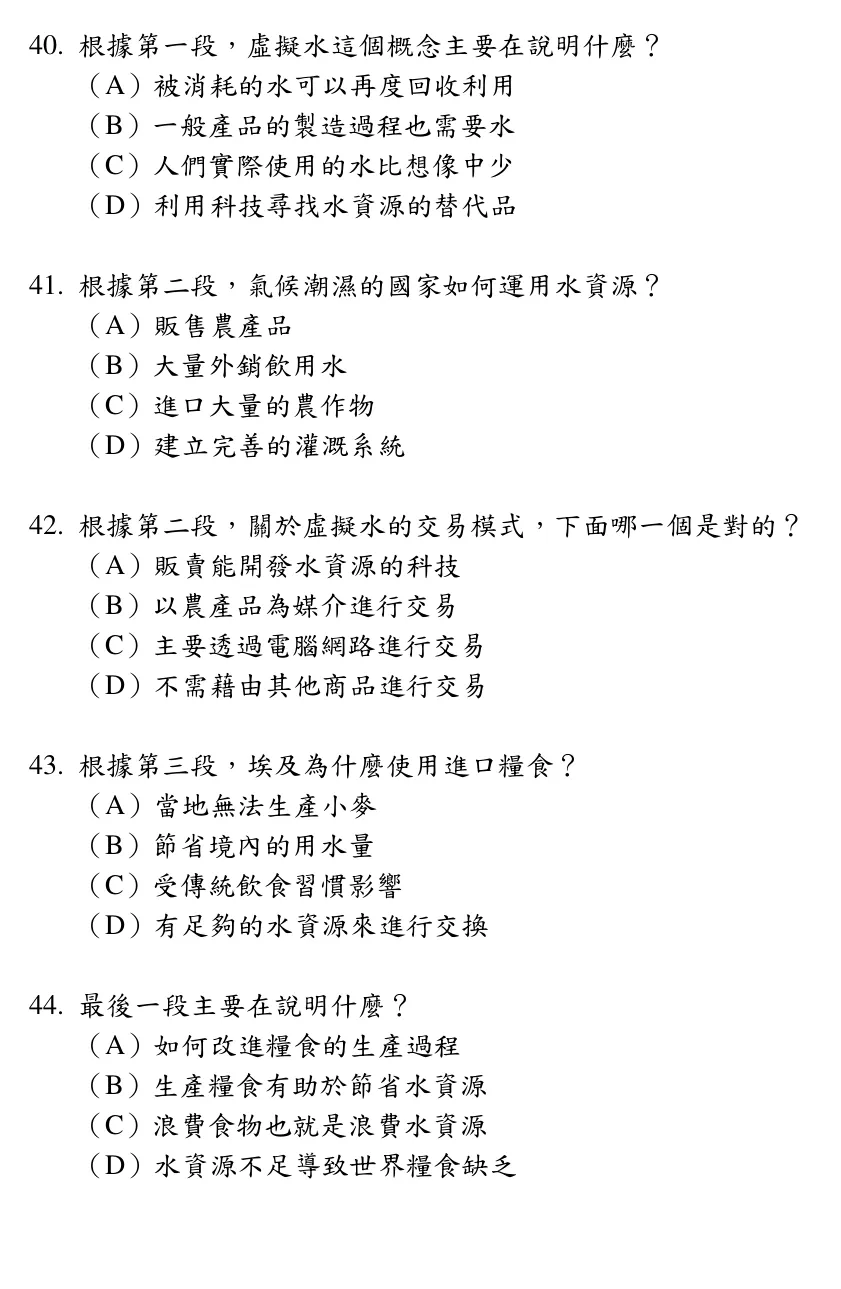 40. 根據第一段，虛擬水這個概念主要在說明什麼？
（A）被消耗的水可以再度回收利用
（B）一般產品的製造過程也需要水
（C）人們實際使用的水比想像中少
（D）利用科技尋找水資源的替代品
41. 根據第二段，氣候潮濕的國家如何運用水資源？
（A）販售農產品
（B）大量外銷飲用水
（C）進口大量的農作物
（D）建立完善的灌溉系統
42. 根據第二段，關於虛擬水的交易模式，下面哪一個是對的？
（A）販賣能開發水資源的科技
（B）以農產品為媒介進行交易
（C）主要透過電腦網路進行交易
（D）不需藉由其他商品進行交易
43. 根據第三段，埃及為什麼使用進口糧食？
（A）當地無法生產小麥
（B）節省境內的用水量
（C）受傳統飲食習慣影響
（D）有足夠的水資源來進行交換
44. 最後一段主要在說明什麼？
（A）如何改進糧食的生產過程
（B）生產糧食有助於節省水資源
（C）浪費食物也就是浪費水資源
（D）水資源不足導致世界糧食缺乏